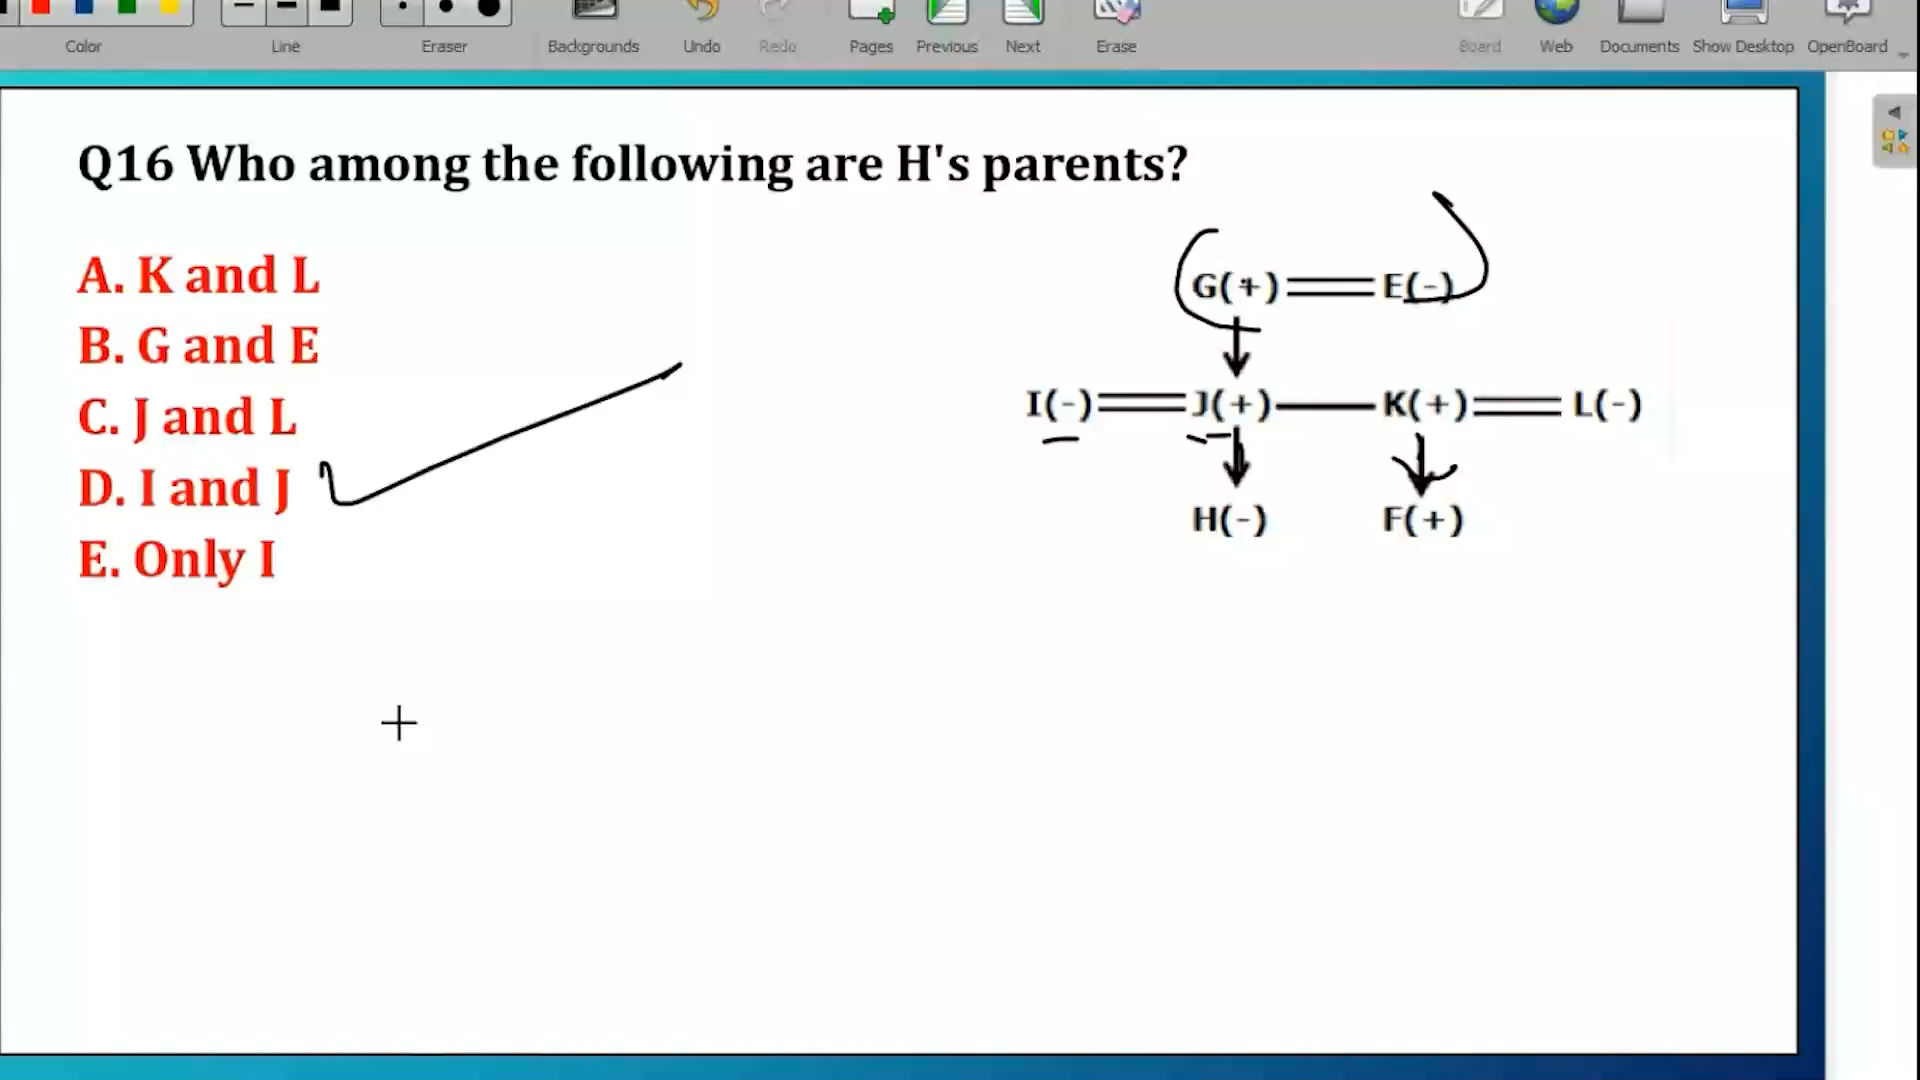 Color Line Eraser Backgrounds Undo Redo Pages Previous Next Erase Board Web Documents Show Desktop OpenBoard
Q16 Who among the following are H's parents?
A. K and L
B. G and E
C. J and L
D. I and J
E. Only I
G(+) E(-)
I(-) J(+) K(+) L(-)
H(-) F(+)